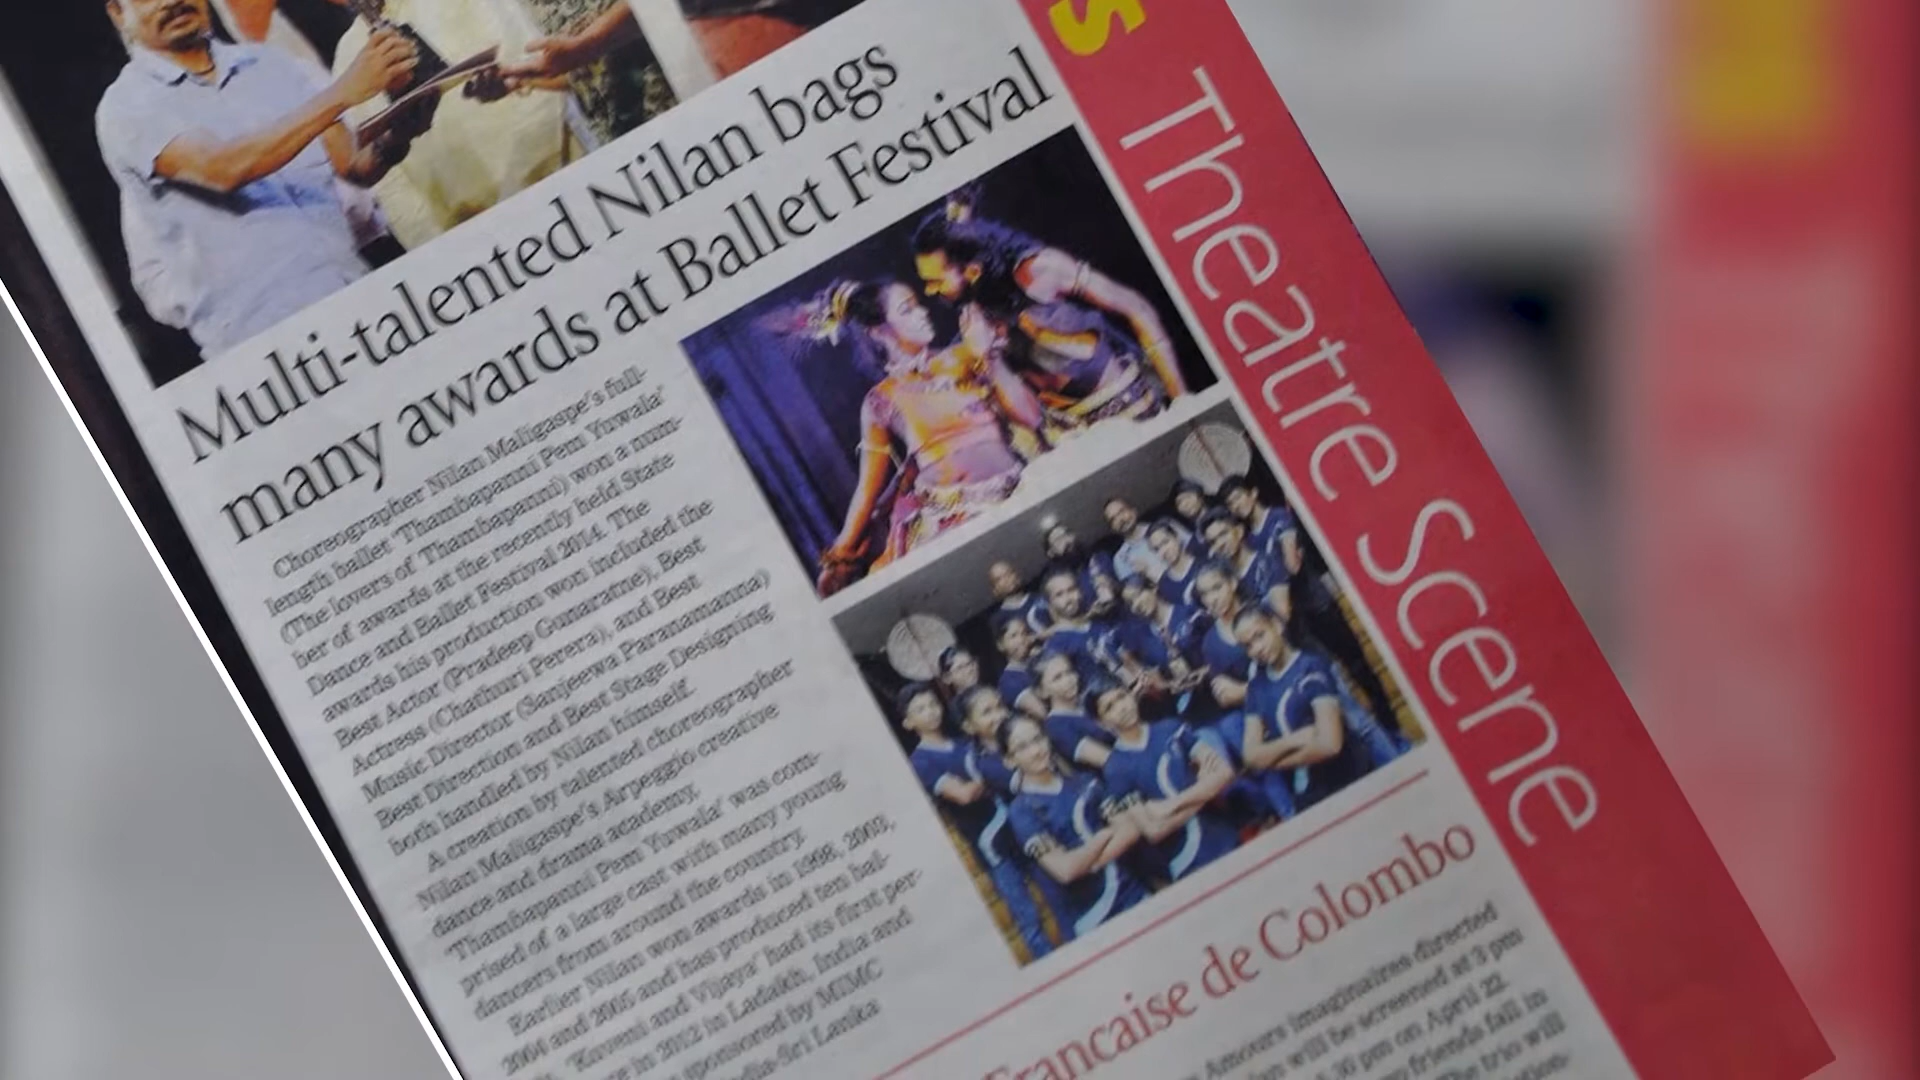 Multi-talented Nilan bags
many awards at Ballet Festival
Choreographer Nilan Maligaspe's full-
length ballet 'Thambapanni Pem Yuwala'
(The lovers of Thambapanni) won a num-
ber of awards at the recently held State
Dance and Ballet Festival 2014. The
awards his production won included the
Best Actor (Pradeep Gunaratne), Best
Actress (Chathuri Perera), and Best
Music Director (Sanjeewa Paranamanna)
Best Direction and Best Stage Designing
both handled by Nilan himself.
A creation by talented choreographer
Nilan Maligaspe's Arpeggio creative
dance and drama academy,
'Thambapanni Pem Yuwala' was com-
prised of a large cast with many young
dancers from around the country.
Earlier Nilan won awards in 1998, 2003,
2004 and 2005 and has produced ten bal-
'Kuveni and Vijaya' had its first per-
in 2012 in Ladakh, India and
sponsored by MIMC
Sri Lanka
s Theatre Scene
Francaise de Colombo
Amours imaginaires directed
will be screened at 3 pm
pm on April 22.
friends fall in
The trio will